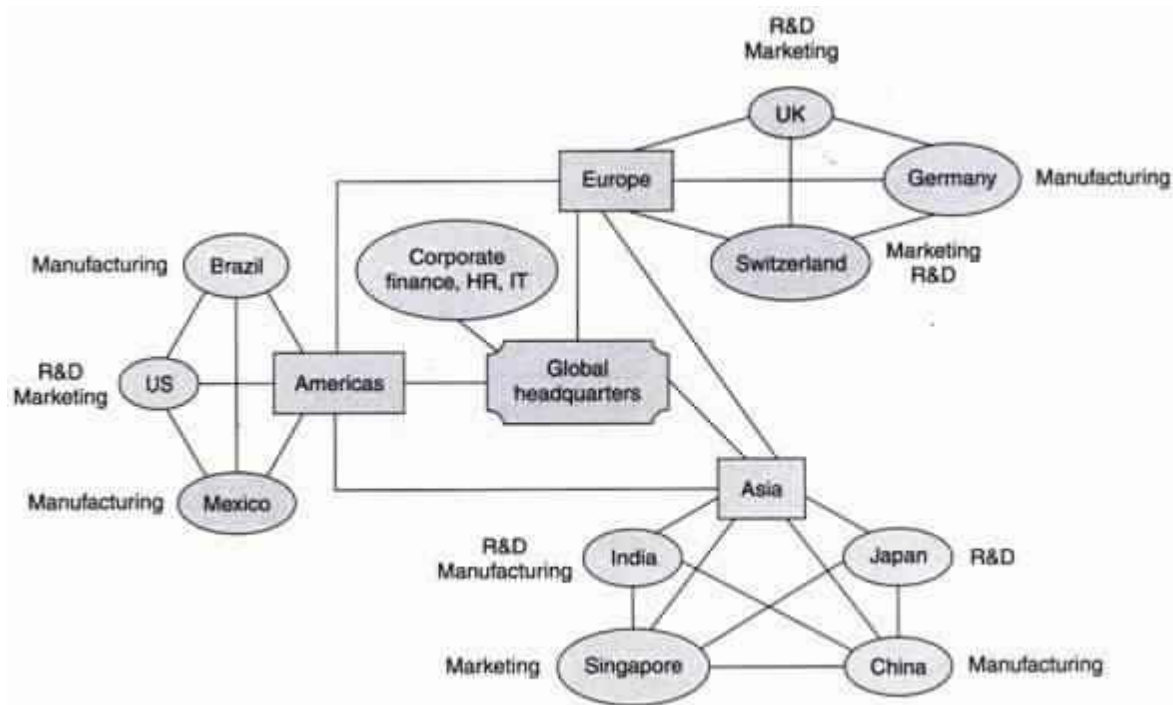 R&D
Marketing
UK
Europe
Germany
Manufacturing
Switzerland
Marketing
R&D
Corporate
finance, HR, IT
Manufacturing
Brazil
R&D
Marketing
US
Americas
Global
headquarters
Manufacturing
Mexico
Asia
R&D
Manufacturing
India
Japan
R&D
Marketing
Singapore
China
Manufacturing